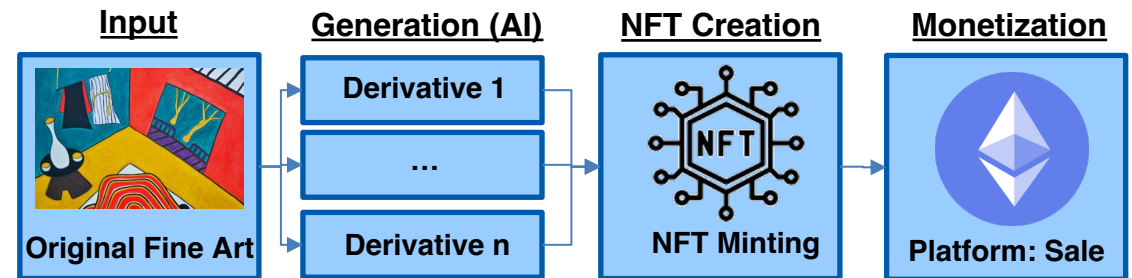 Input
Generation (AI)
NFT Creation
Monetization
Original Fine Art
Derivative 1
...
Derivative n
NFT
NFT Minting
Platform: Sale